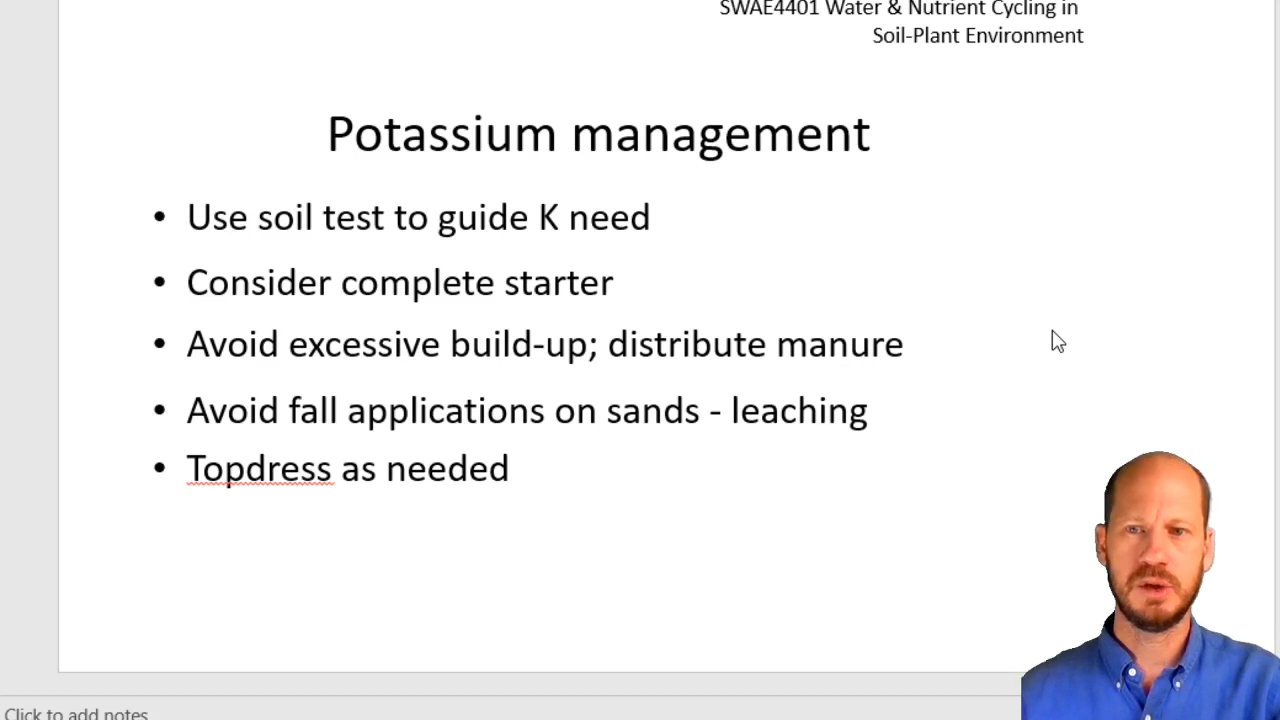 SWAE4401 Water & Nutrient Cycling in
Soil-Plant Environment
Potassium management
• Use soil test to guide K need
• Consider complete starter
• Avoid excessive build-up; distribute manure
• Avoid fall applications on sands - leaching
• Topdress as needed
Click to add notes